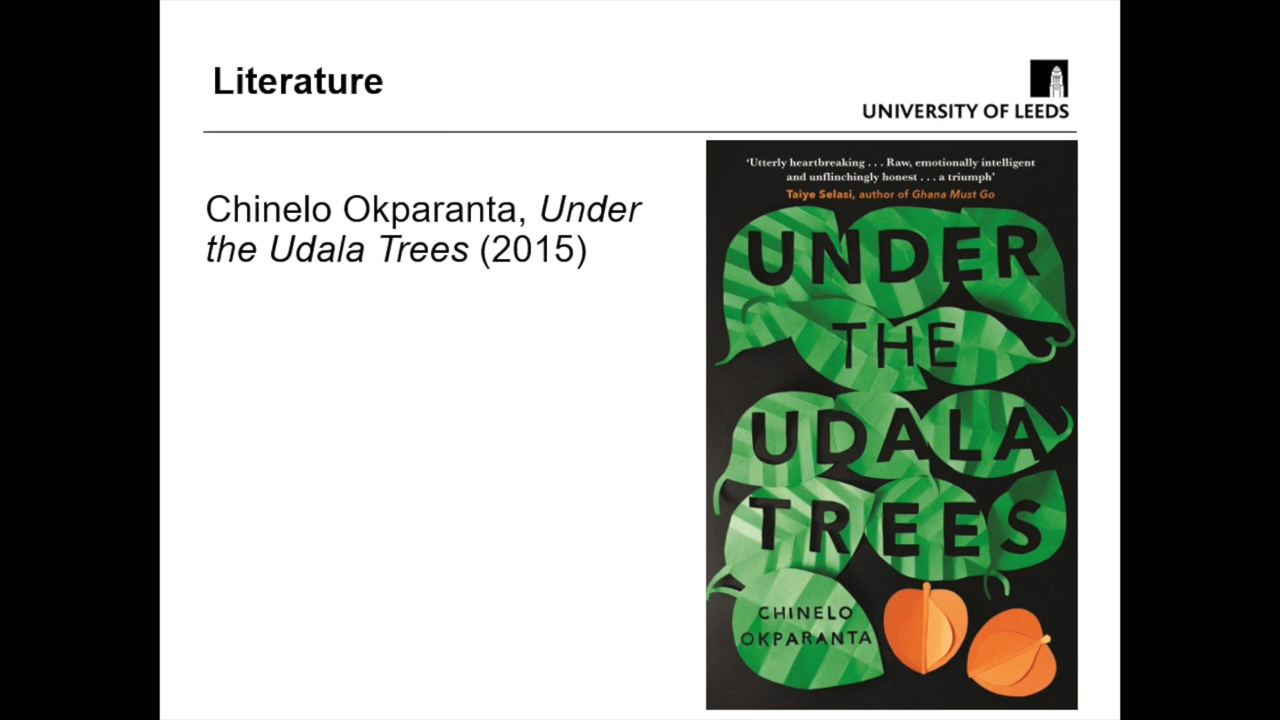 Literature
UNIVERSITY OF LEEDS
Chinelo Okparanta, Under
the Udala Trees (2015)
‘Utterly heartbreaking . . . Raw, emotionally intelligent
and unflinchingly honest . . . a triumph’
Taiye Selasi, author of Ghana Must Go
UNDER
THE
UDALA
TREES
CHINELO
OKPARANTA